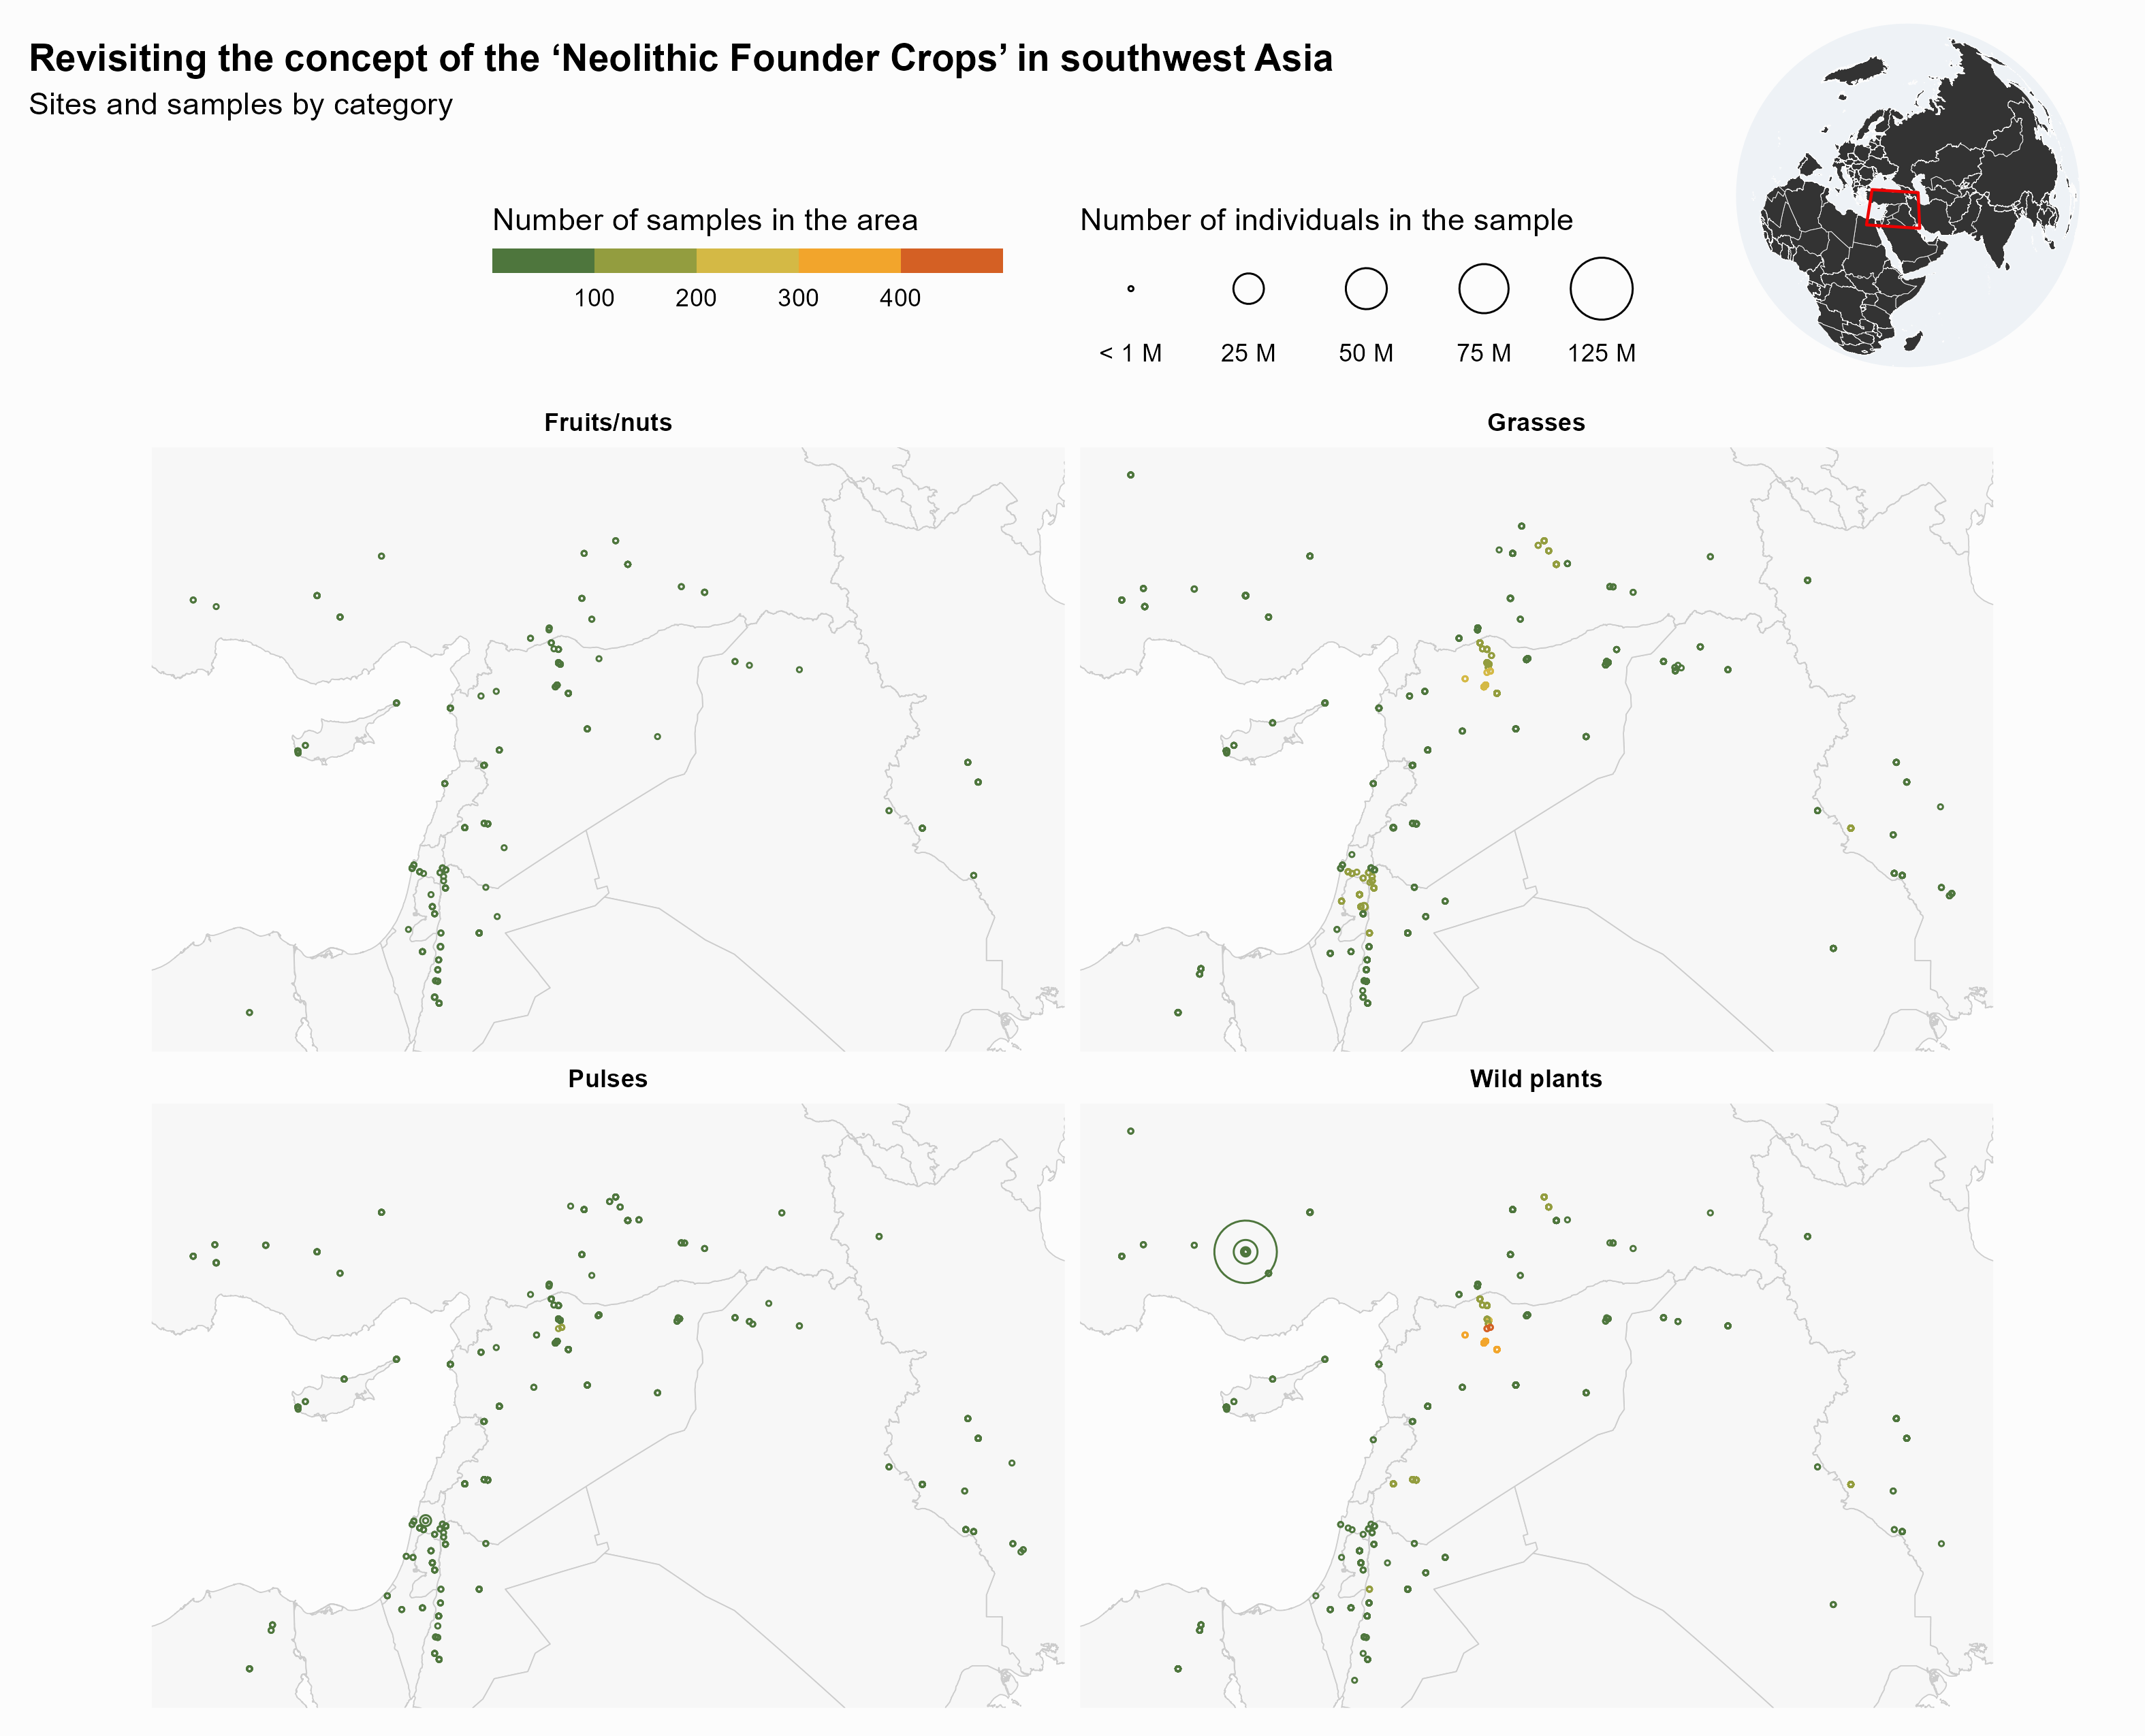 Revisiting the concept of the ‘Neolithic Founder Crops’ in southwest Asia
Sites and samples by category
Number of samples in the area
100 200 300 400
Number of individuals in the sample
< 1 M 25 M 50 M 75 M 125 M
Fruits/nuts
Grasses
Pulses
Wild plants